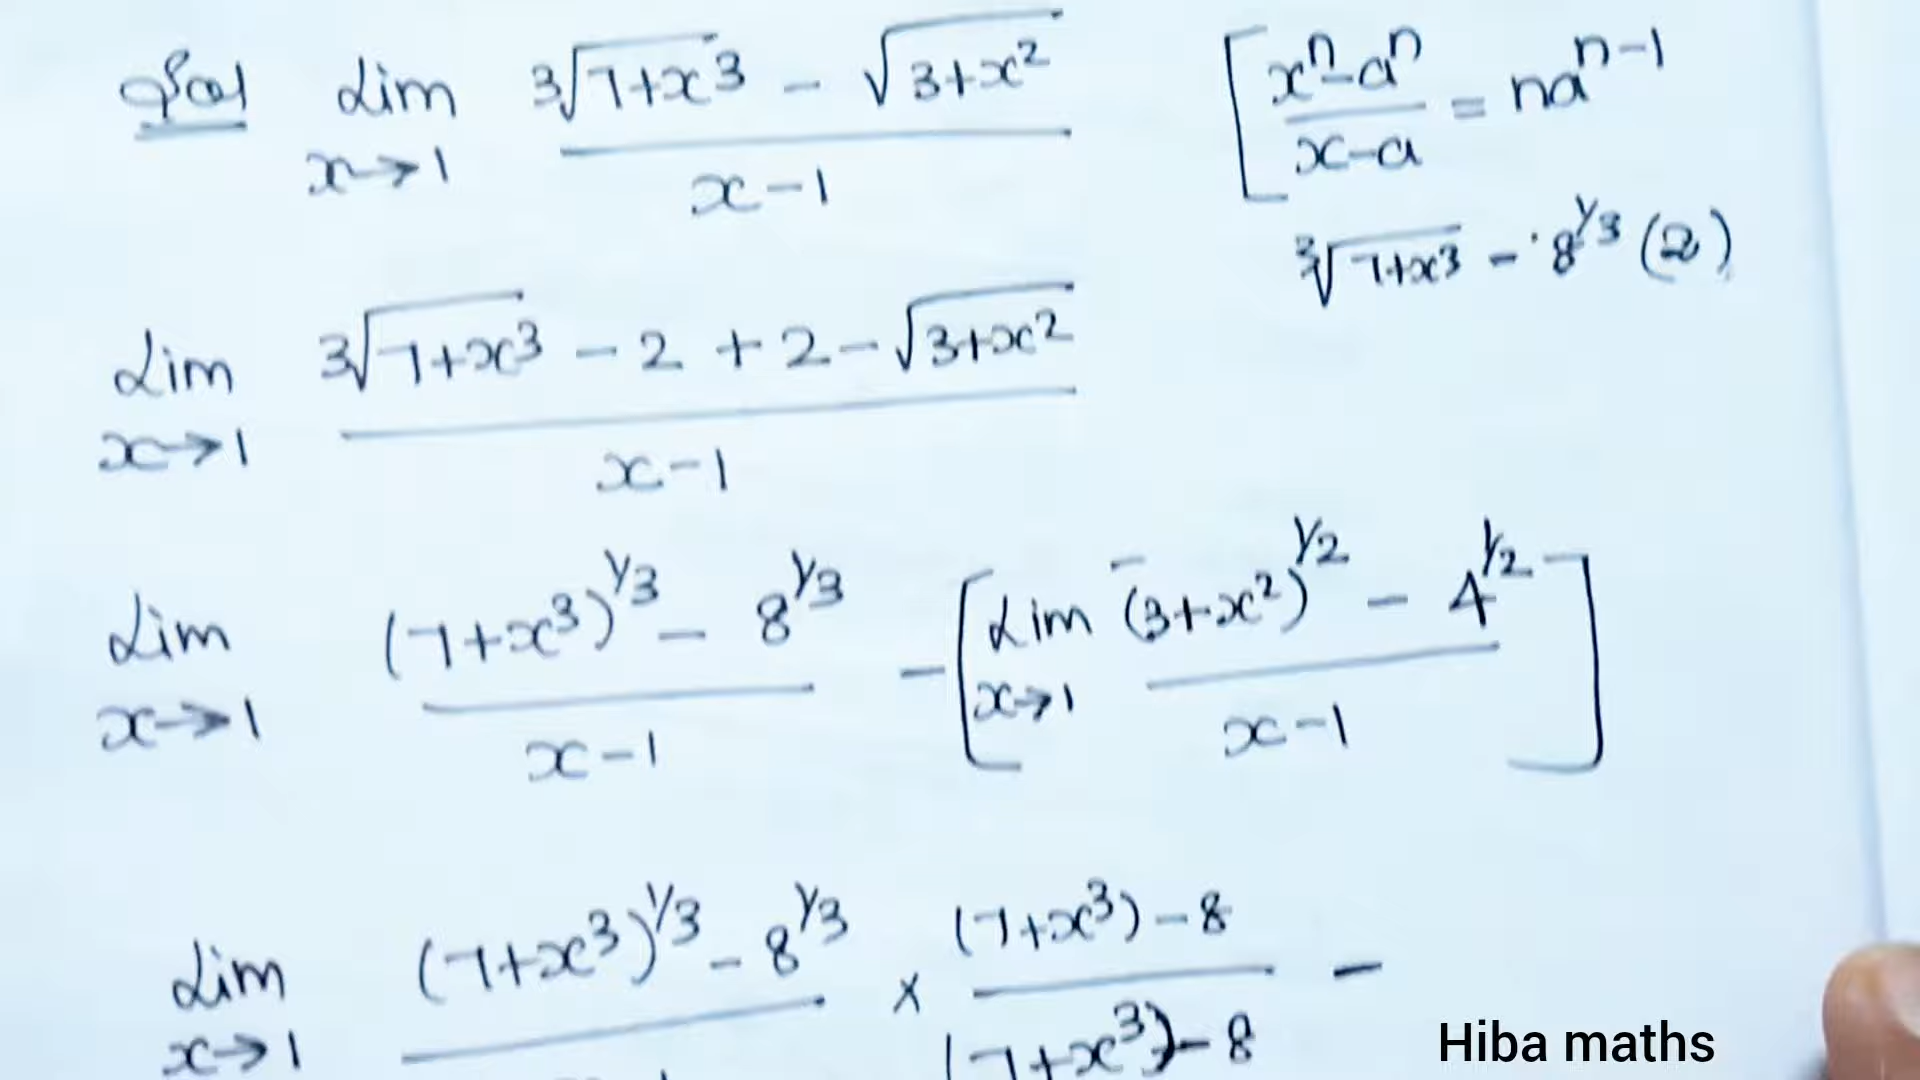 Sol Lim x→1 (∛(7+x³) - √(3+x²)) / (x-1)
[(xⁿ-aⁿ)/(x-a) = naⁿ⁻¹
∛(7+x³) - 8^(1/3) (2)
Lim x→1 (∛(7+x³) - 2 + 2 - √(3+x²)) / (x-1)
Lim x→1 ((7+x³)^(1/3) - 8^(1/3)) / (x-1) - [Lim x→1 ((3+x²)^(1/2) - 4^(1/2)) / (x-1)]
Lim x→1 (7+x³)^(1/3) - 8^(1/3) × ((7+x³)-8) / ((7+x³)-8) -
Hiba maths